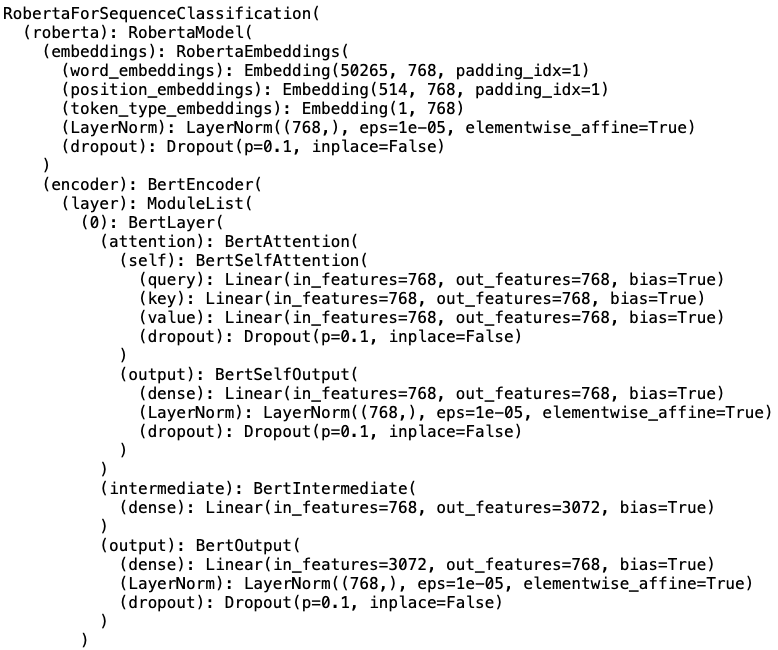 RobertaForSequenceClassification(
  (roberta): RobertaModel(
    (embeddings): RobertaEmbeddings(
      (word_embeddings): Embedding(50265, 768, padding_idx=1)
      (position_embeddings): Embedding(514, 768, padding_idx=1)
      (token_type_embeddings): Embedding(1, 768)
      (LayerNorm): LayerNorm((768,), eps=1e-05, elementwise_affine=True)
      (dropout): Dropout(p=0.1, inplace=False)
    )
    (encoder): BertEncoder(
      (layer): ModuleList(
        (0): BertLayer(
          (attention): BertAttention(
            (self): BertSelfAttention(
              (query): Linear(in_features=768, out_features=768, bias=True)
              (key): Linear(in_features=768, out_features=768, bias=True)
              (value): Linear(in_features=768, out_features=768, bias=True)
              (dropout): Dropout(p=0.1, inplace=False)
            )
            (output): BertSelfOutput(
              (dense): Linear(in_features=768, out_features=768, bias=True)
              (LayerNorm): LayerNorm((768,), eps=1e-05, elementwise_affine=True)
              (dropout): Dropout(p=0.1, inplace=False)
            )
          )
          (intermediate): BertIntermediate(
            (dense): Linear(in_features=768, out_features=3072, bias=True)
          )
          (output): BertOutput(
            (dense): Linear(in_features=3072, out_features=768, bias=True)
            (LayerNorm): LayerNorm((768,), eps=1e-05, elementwise_affine=True)
            (dropout): Dropout(p=0.1, inplace=False)
          )
        )